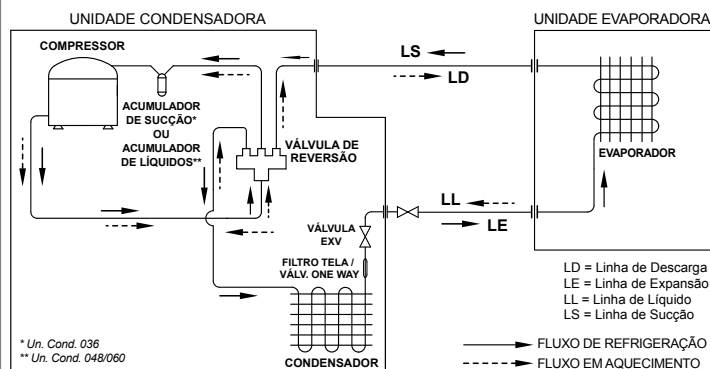 UNIDADE CONDENSADORA
UNIDADE EVAPORADORA
COMPRESSOR
LS
LD
ACUMULADOR
DE SUCÇÃO*
OU
ACUMULADOR
DE LÍQUIDOS**
VÁLVULA DE
REVERSÃO
EVAPORADOR
LL
LE
VÁLVULA
EXV
FILTRO TELA /
VÁLV. ONE WAY
CONDENSADOR
LD = Linha de Descarga
LE = Linha de Expansão
LL = Linha de Líquido
LS = Linha de Sucção
* Un. Cond. 036
** Un. Cond. 048/060
FLUXO DE REFRIGERAÇÃO
FLUXO EM AQUECIMENTO